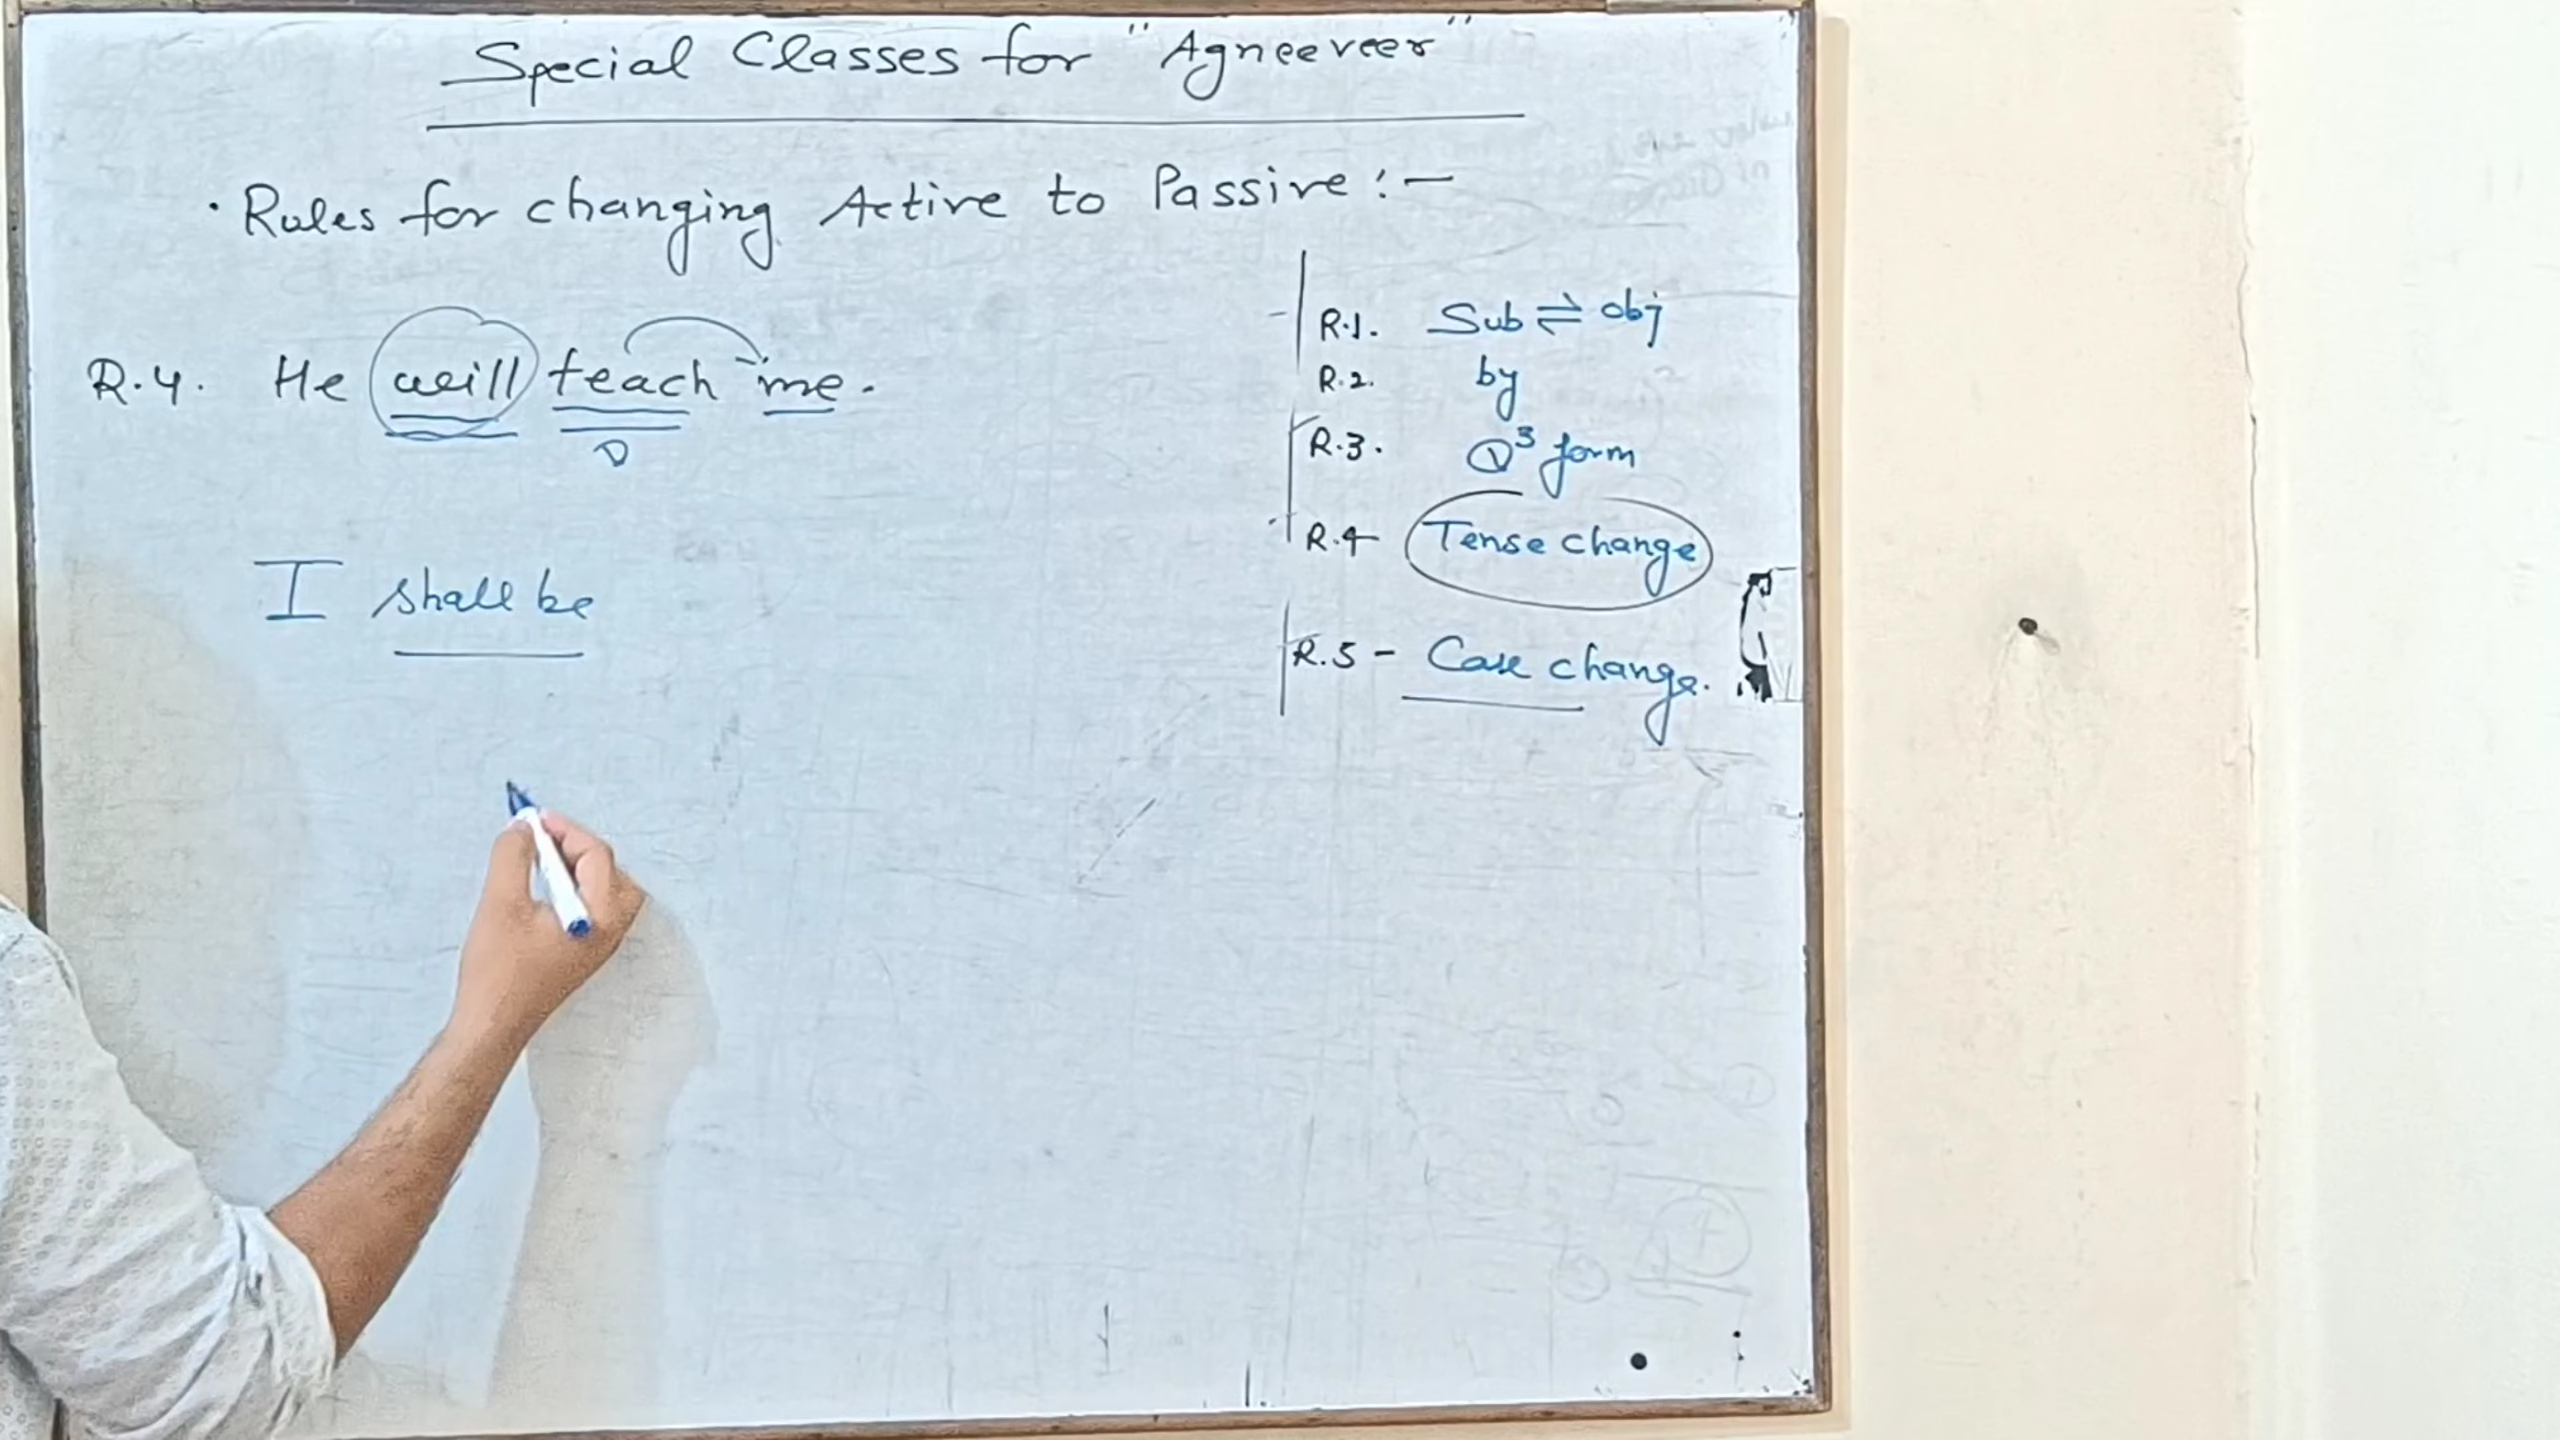 Special Classes for "Agneeveer"
· Rules for changing Active to Passive :-
R.4. He will teach me.
I shall be
R.1. Sub ⇌ obj
R.2. by
R.3. V³ form
R.4 Tense change
R.5 - Case change.